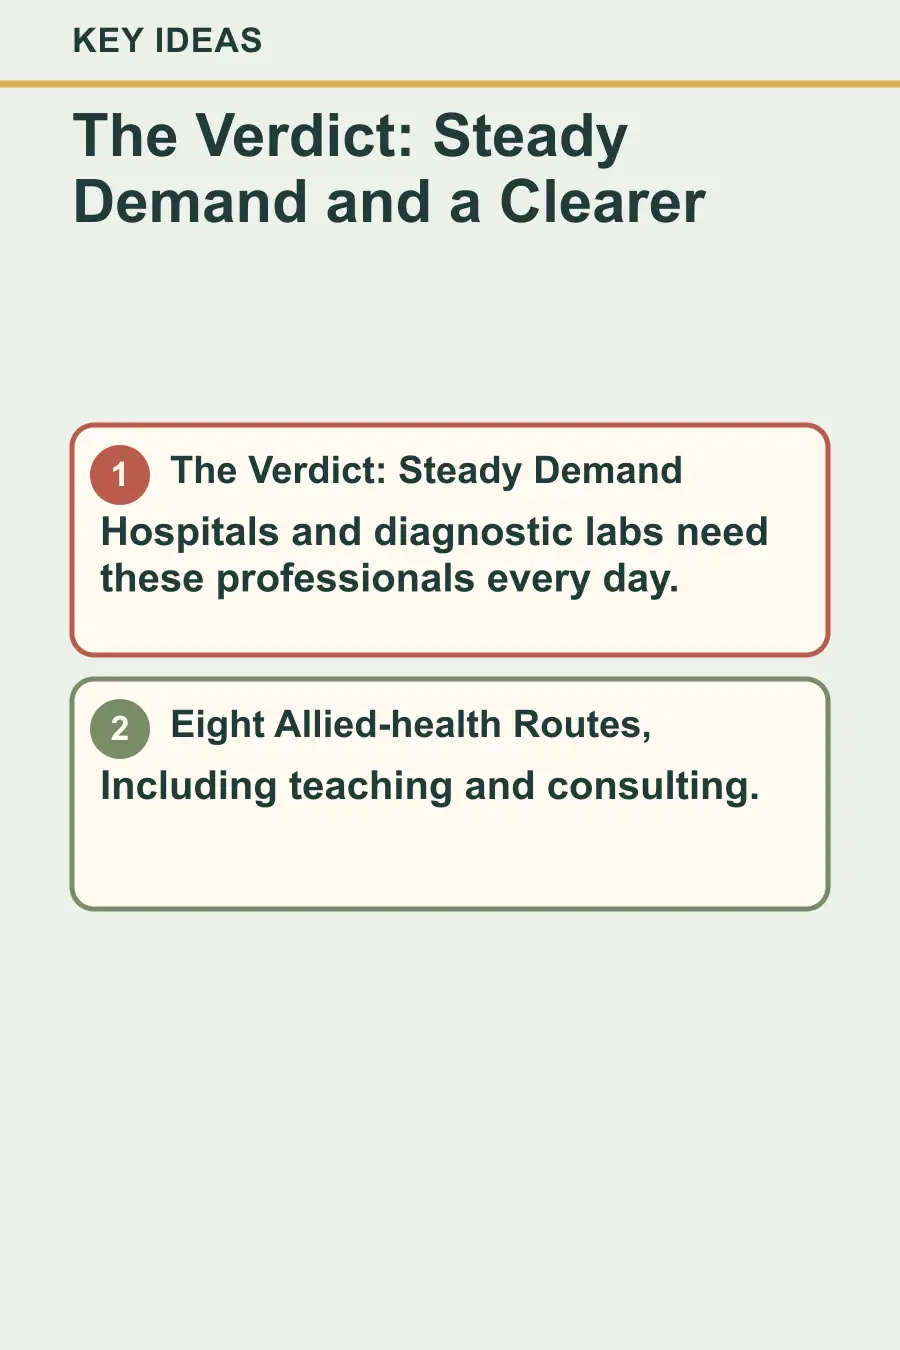 KEY IDEAS
The Verdict: Steady
Demand and a Clearer
1 The Verdict: Steady Demand
Hospitals and diagnostic labs need
these professionals every day.
2 Eight Allied-health Routes,
Including teaching and consulting.